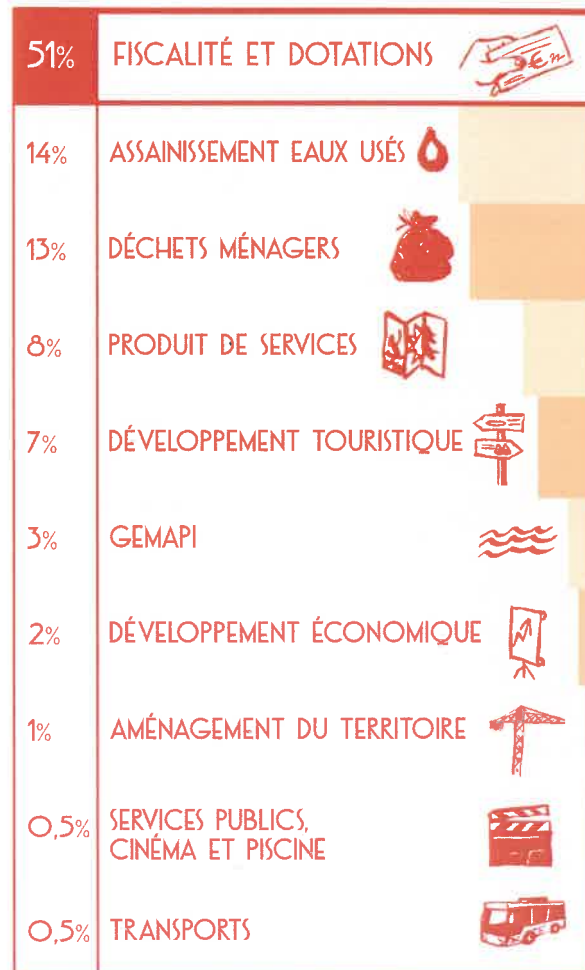 51% FISCALITÉ ET DOTATIONS
14% ASSAINISSEMENT EAUX USÉS
13% DÉCHETS MÉNAGERS
8% PRODUIT DE SERVICES
7% DÉVELOPPEMENT TOURISTIQUE
3% GEMAPI
2% DÉVELOPPEMENT ÉCONOMIQUE
1% AMÉNAGEMENT DU TERRITOIRE
0,5% SERVICES PUBLICS,
CINÉMA ET PISCINE
0,5% TRANSPORTS